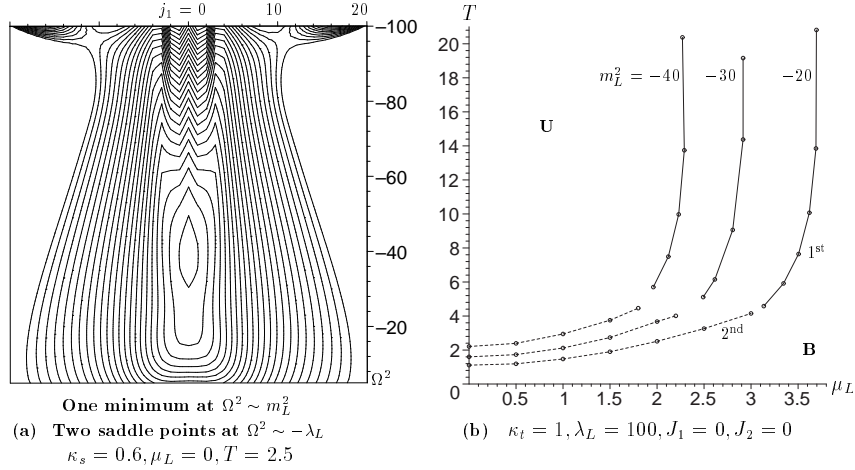 j₁ = 0 10 20
−100
−80
−60
−40
−20
Ω²
One minimum at Ω² ∼ m_L²
(a) Two saddle points at Ω² ∼ −λ_L
κ_s = 0.6, μ_L = 0, T = 2.5
T
20
18
16
14
12
10
8
6
4
2
0
m_L² = −40 −30 −20
U
1st
2nd
B
0.5 1 1.5 2 2.5 3 3.5 μ_L
(b) κ_t = 1, λ_L = 100, J₁ = 0, J₂ = 0